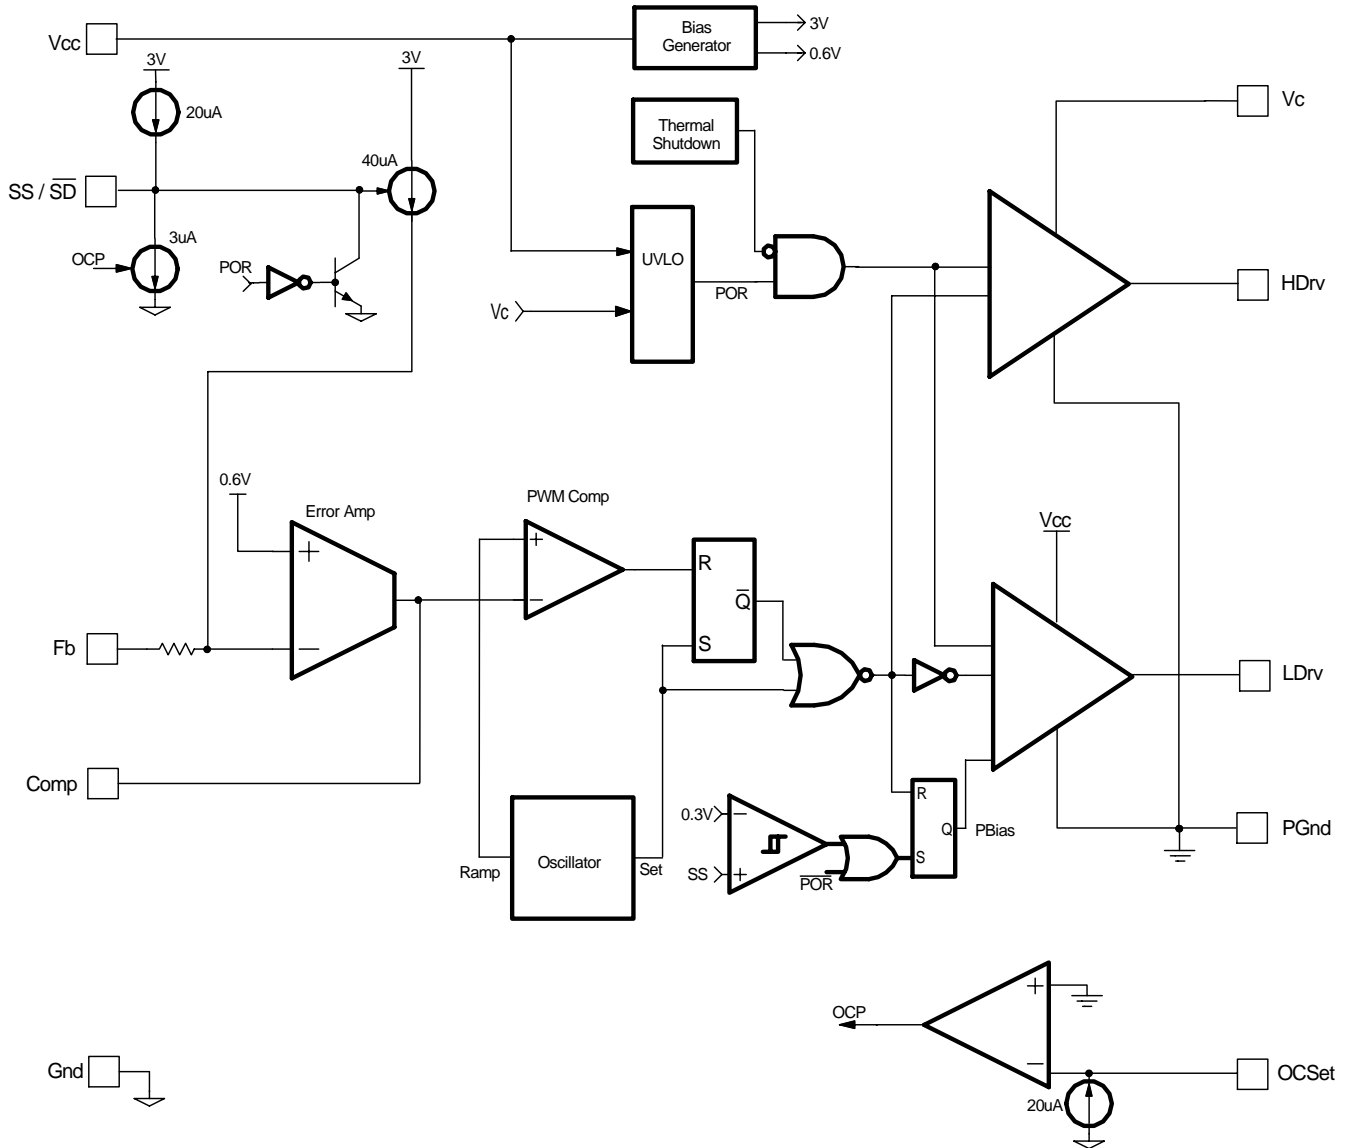 Vcc
Bias
Generator
3V
0.6V
3V
20uA
3V
Thermal
Shutdown
Vc
40uA
SS / S̅D̅
3uA
OCP
POR
UVLO
POR
Vc
HDrv
0.6V
Error Amp
PWM Comp
Vcc
+
+
R
Q̅
−
−
S
Fb
LDrv
Comp
R
0.3V
−
Q
PBias
PGnd
Oscillator
Ramp
Set
SS
+
P̅O̅R̅
S
+
OCP
−
Gnd
OCSet
20uA